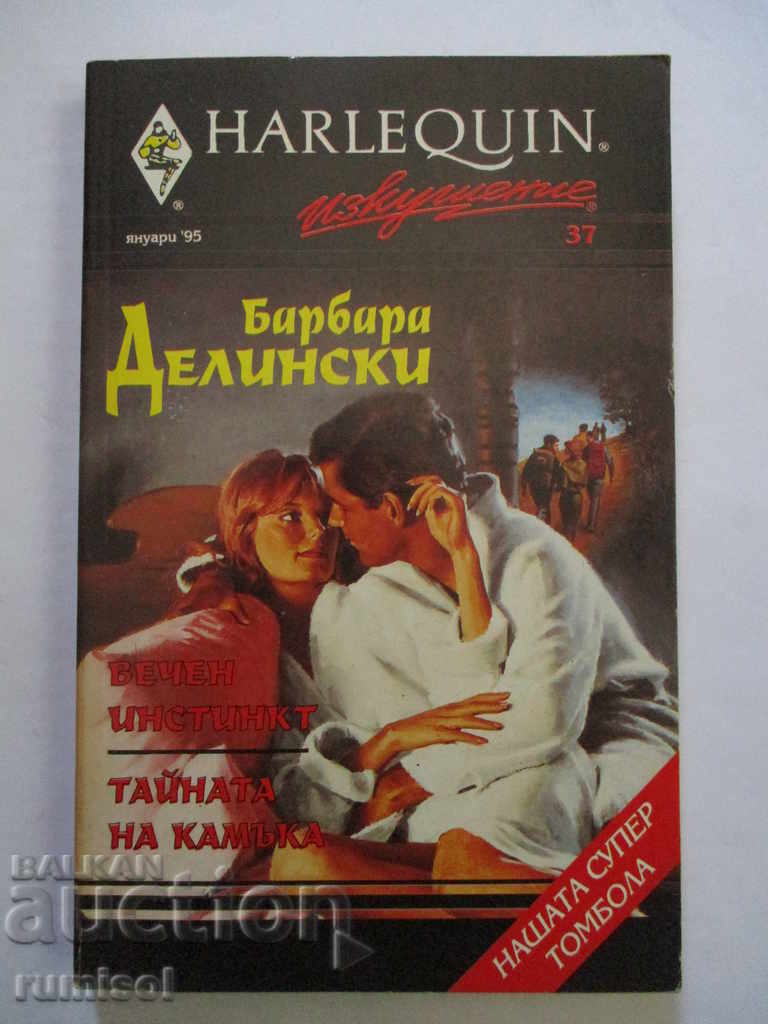 HARLEQUIN®
изкушение®
януари '95
37
Барбара
Делински
ВЕЧЕН
ИНСТИНКТ
ТАЙНАТА
НА КАМЪКА
НАШАТА СУПЕР
ТОМБОЛА
BALKAN
auction
rumisol